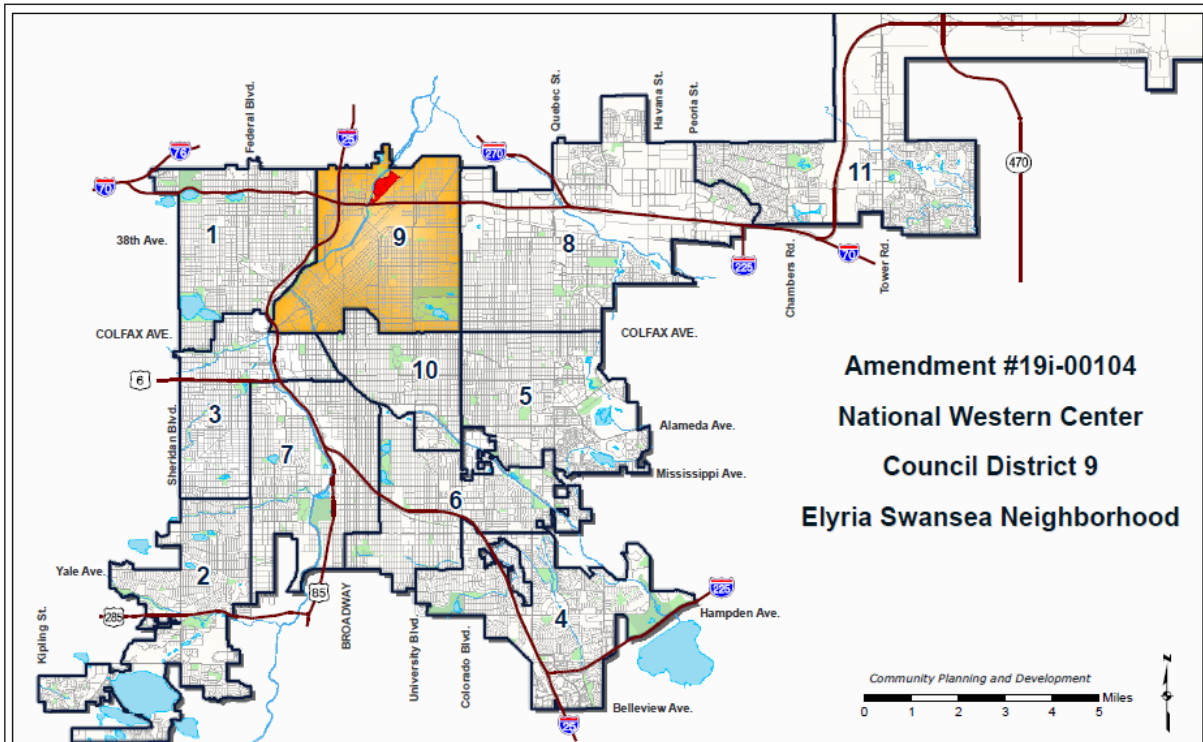 Federal Blvd.
Quebec St.
Havana St.
Peoria St.
25
76
70
270
470
11
1
9
8
38th Ave.
225
70
Chambers Rd.
Tower Rd.
COLFAX AVE.
COLFAX AVE.
10
6
5
3
Sheridan Blvd.
7
Alameda Ave.
Mississippi Ave.
6
Yale Ave.
2
85
285
BROADWAY
University Blvd.
Colorado Blvd.
4
225
Hampden Ave.
Kipling St.
Belleview Ave.
25
Amendment #19i-00104
National Western Center
Council District 9
Elyria Swansea Neighborhood
Community Planning and Development
Miles
0 1 2 3 4 5
N